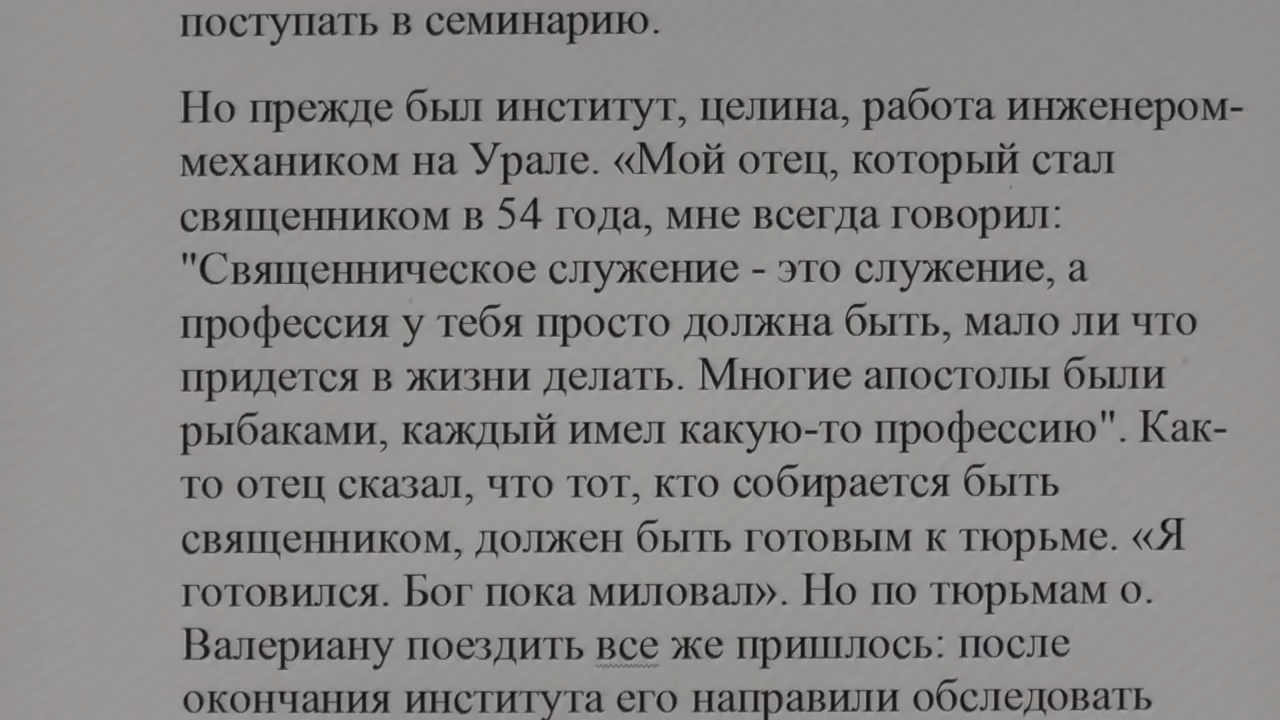 поступать в семинарию.
Но прежде был институт, целина, работа инженером-
механиком на Урале. «Мой отец, который стал
священником в 54 года, мне всегда говорил:
"Священническое служение - это служение, а
профессия у тебя просто должна быть, мало ли что
придется в жизни делать. Многие апостолы были
рыбаками, каждый имел какую-то профессию". Как-
то отец сказал, что тот, кто собирается быть
священником, должен быть готовым к тюрьме. «Я
готовился. Бог пока миловал». Но по тюрьмам о.
Валериану поездить все же пришлось: после
окончания института его направили обследовать